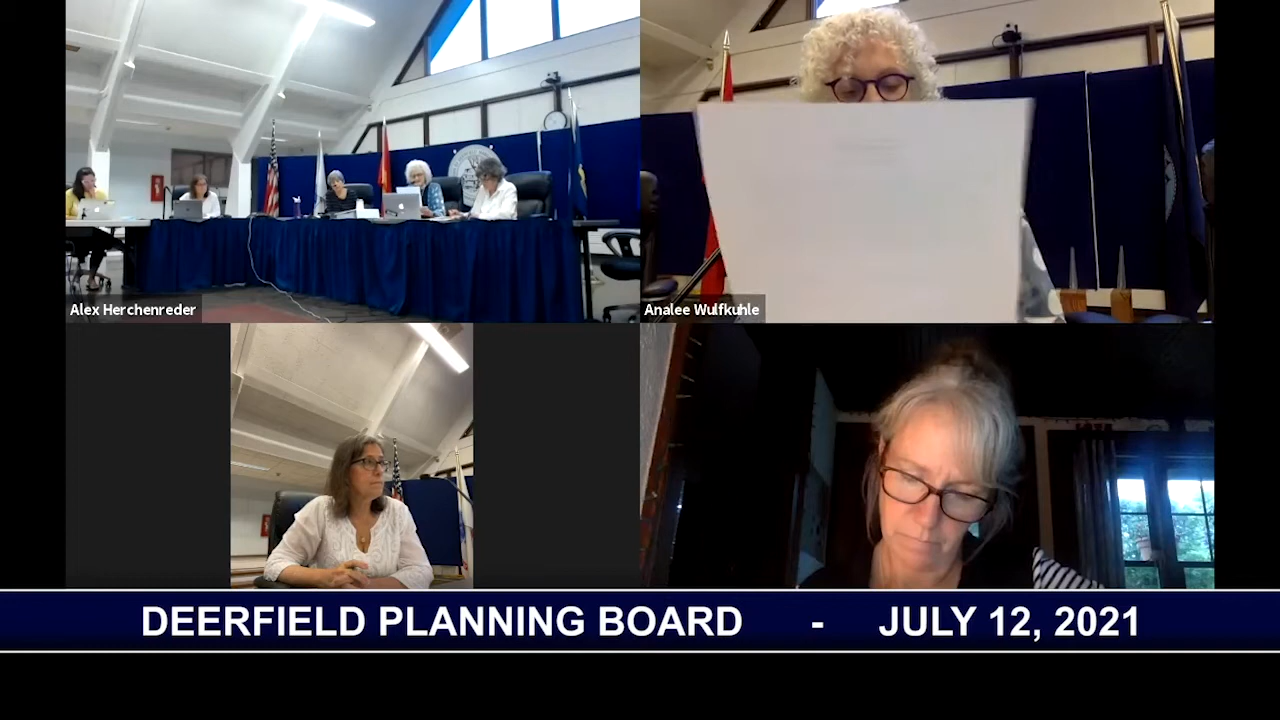 Alex Herchenreder
Analee Wulfkuhle
DEERFIELD PLANNING BOARD - JULY 12, 2021